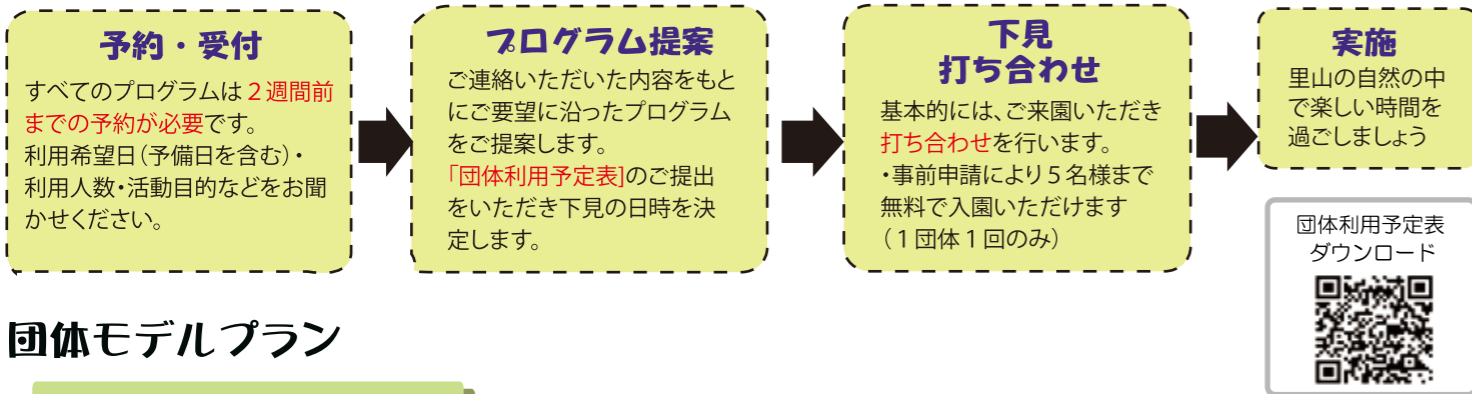 予約・受付
すべてのプログラムは２週間前
までの予約が必要です。
利用希望日(予備日を含む)・
利用人数・活動目的などをお聞
かせください。
プログラム提案
ご連絡いただいた内容をもと
にご要望に沿ったプログラム
をご提案します。
「団体利用予定表]のご提出
をいただき下見の日時を決
定します。
下見
打ち合わせ
基本的には、ご来園いただき
打ち合わせを行います。
・事前申請により５名様まで
無料で入園いただけます
（１団体１回のみ）
実施
里山の自然の中
で楽しい時間を
過ごしましょう
団体利用予定表
ダウンロード
団体モデルプラン